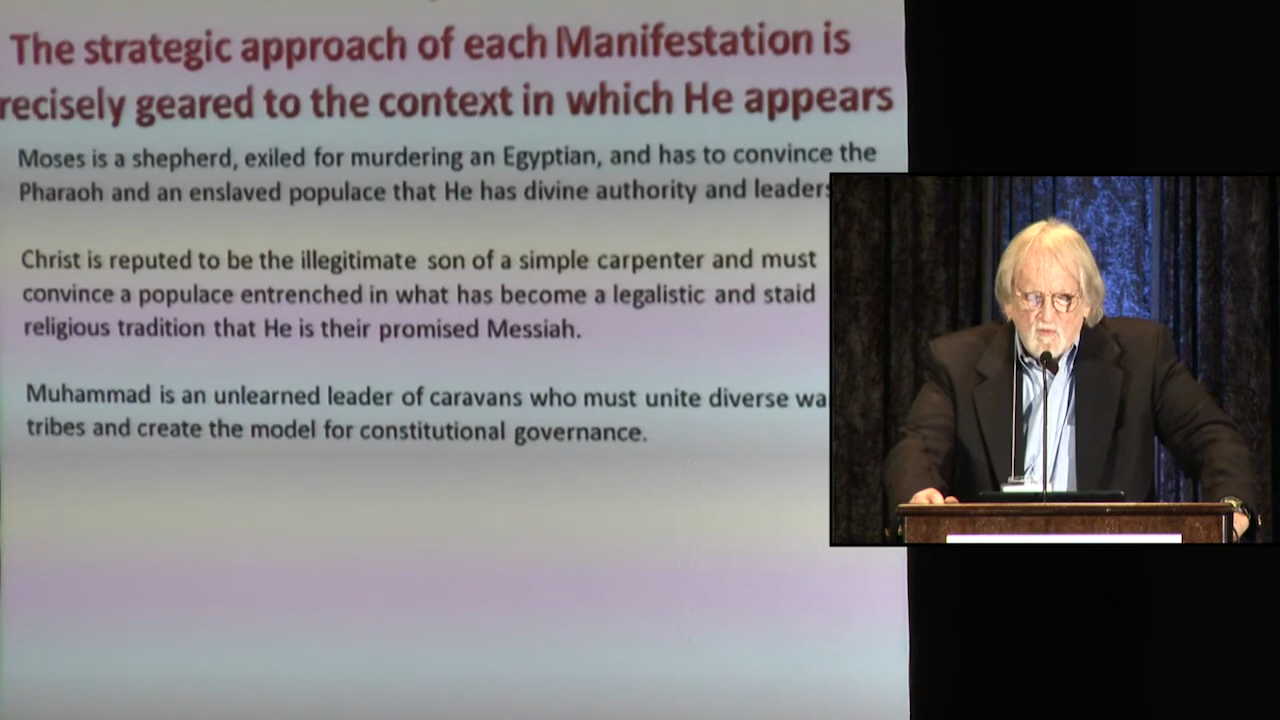 The strategic approach of each Manifestation is
recisely geared to the context in which He appears
Moses is a shepherd, exiled for murdering an Egyptian, and has to convince the
Pharaoh and an enslaved populace that He has divine authority and leaders
Christ is reputed to be the illegitimate son of a simple carpenter and must
convince a populace entrenched in what has become a legalistic and staid
religious tradition that He is their promised Messiah.
Muhammad is an unlearned leader of caravans who must unite diverse wa
tribes and create the model for constitutional governance.